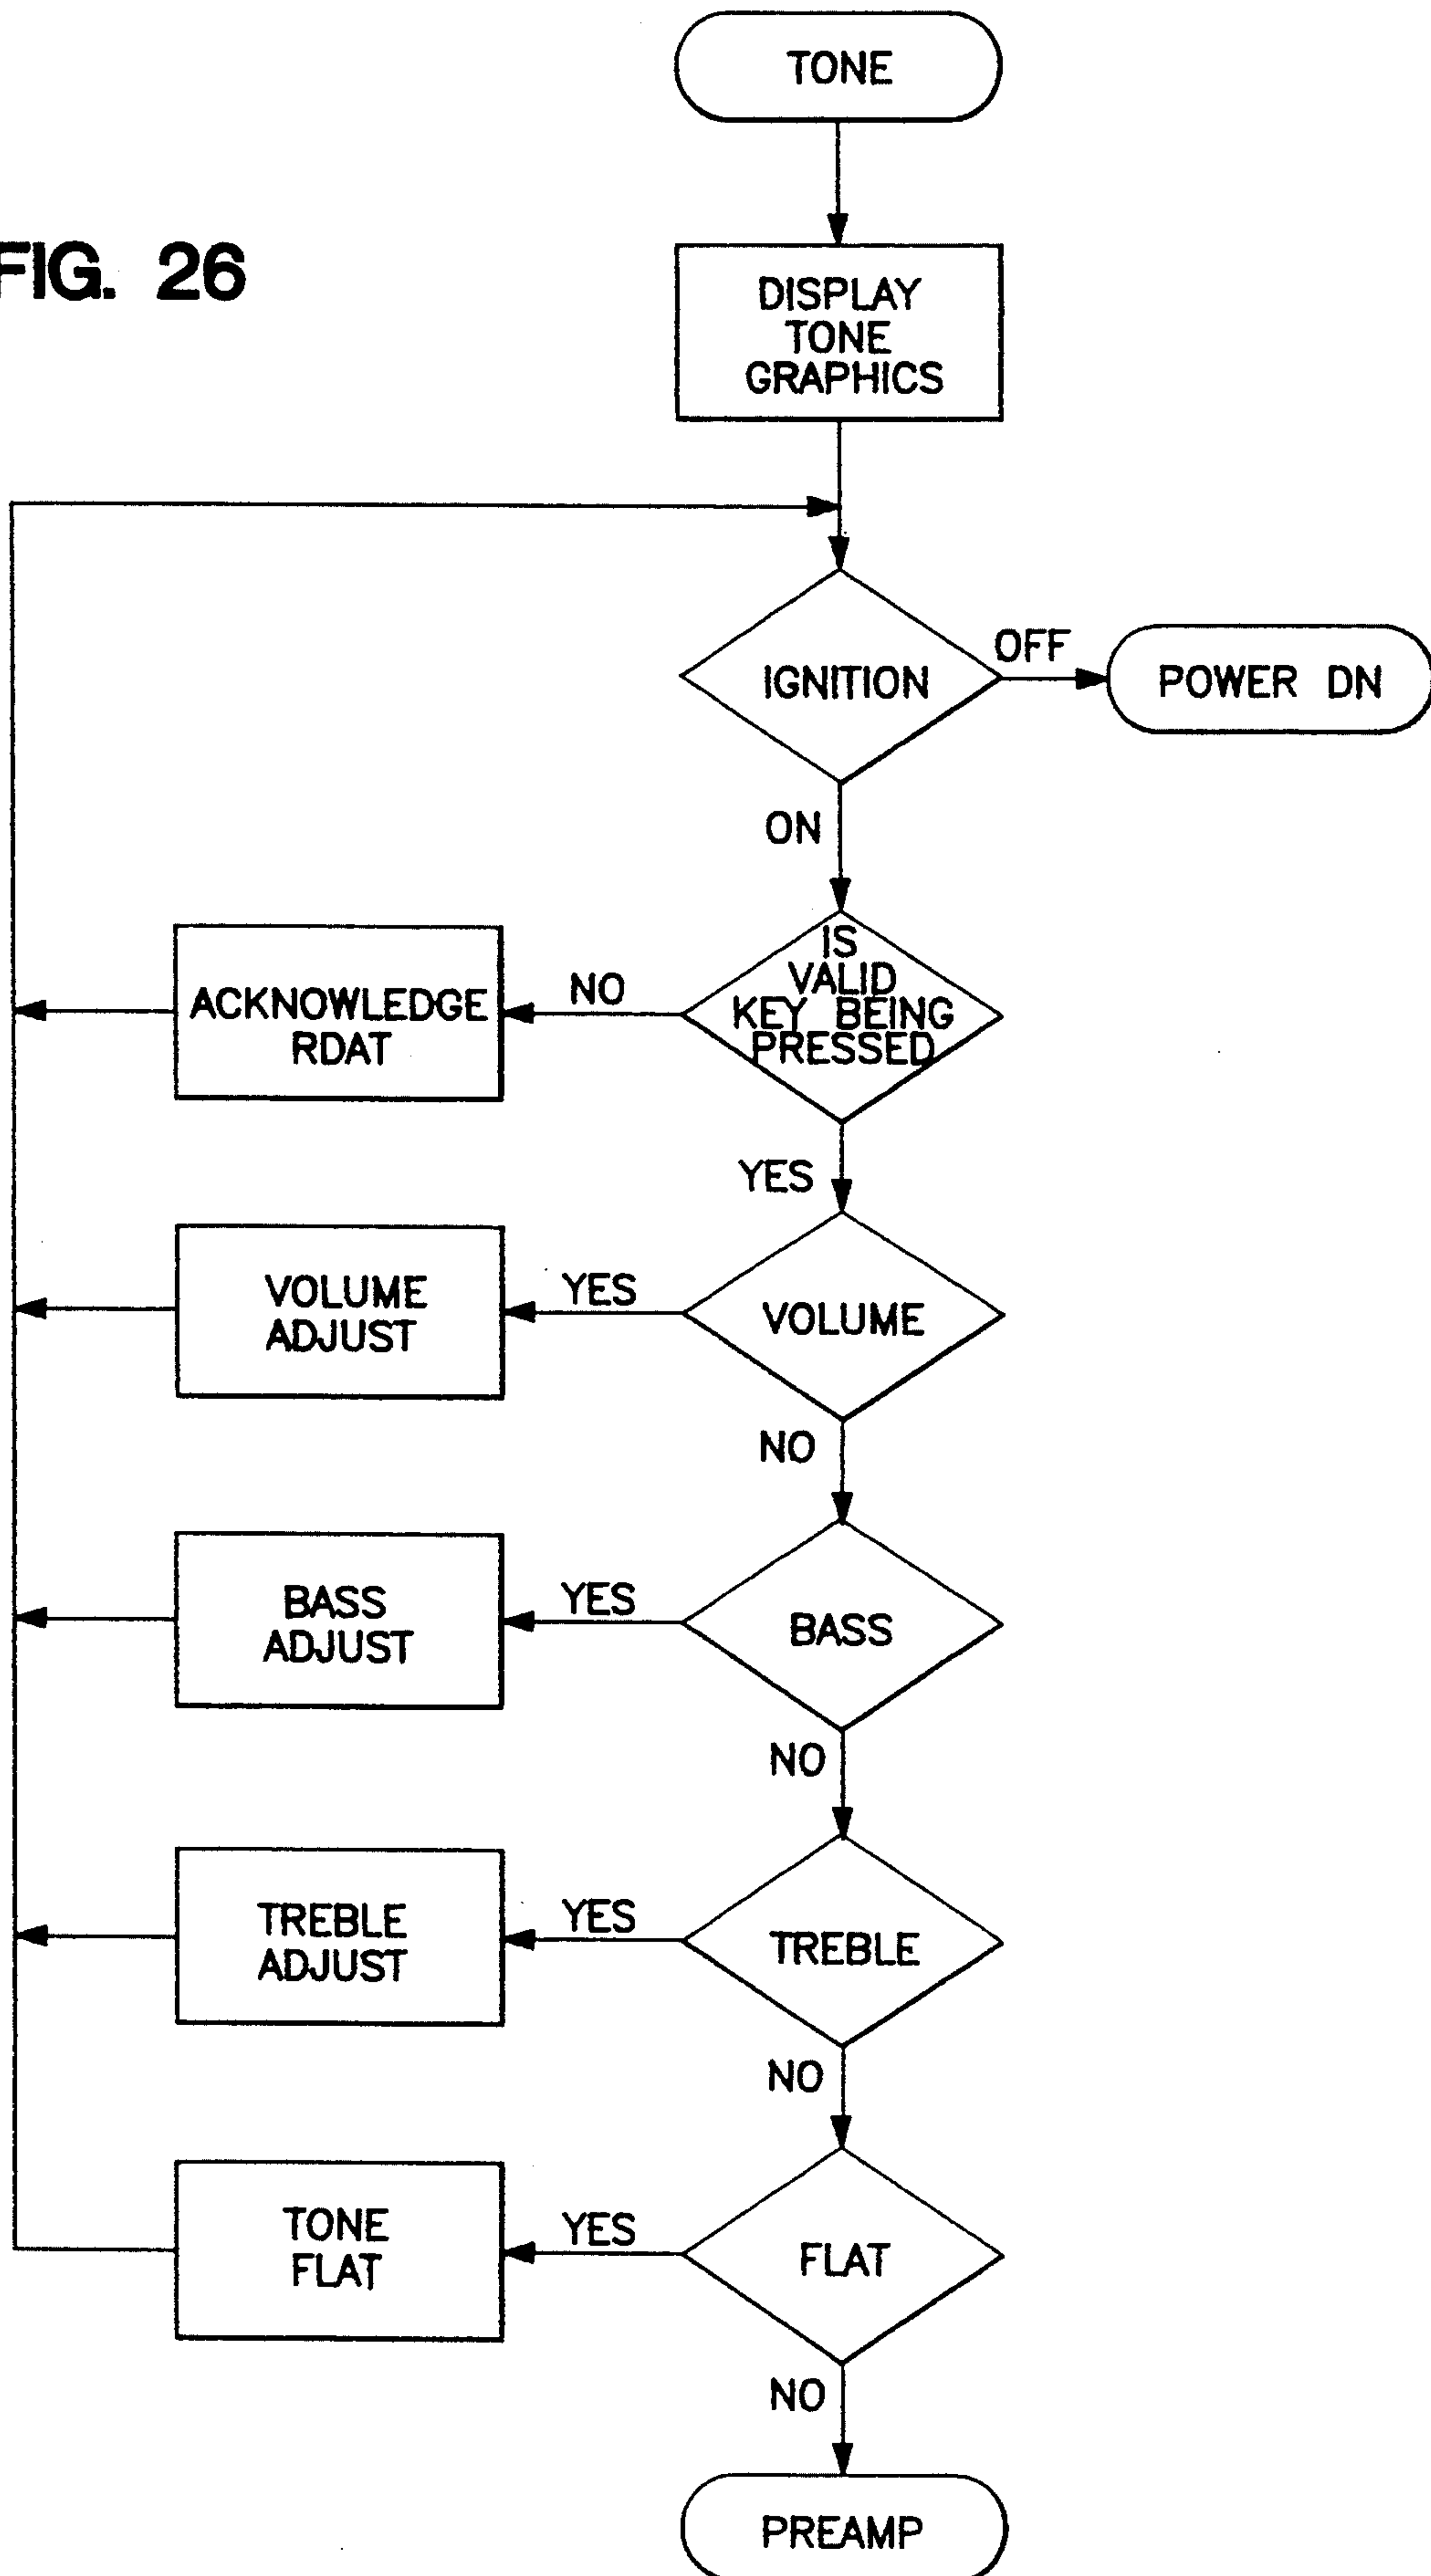 TONE
FIG. 26
DISPLAY
TONE
GRAPHICS
IGNITION
OFF
POWER DN
ON
IS
VALID
KEY BEING
PRESSED
NO
ACKNOWLEDGE
RDAT
YES
VOLUME
YES
VOLUME
ADJUST
NO
BASS
YES
BASS
ADJUST
NO
TREBLE
YES
TREBLE
ADJUST
NO
FLAT
YES
TONE
FLAT
NO
PREAMP